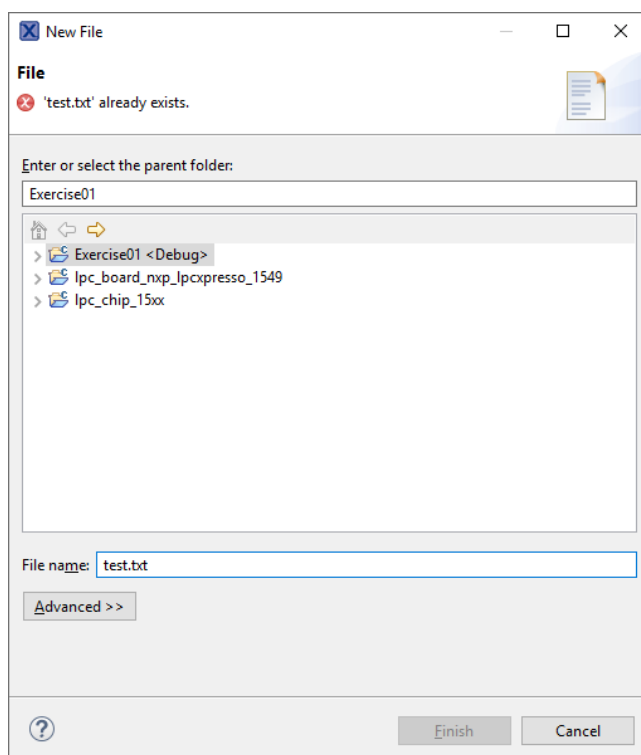 New File
File
'test.txt' already exists.
Enter or select the parent folder:
Exercise01
Exercise01 <Debug>
lpc_board_nxp_lpcxpresso_1549
lpc_chip_15xx
File name: test.txt
Advanced >>
Finish Cancel